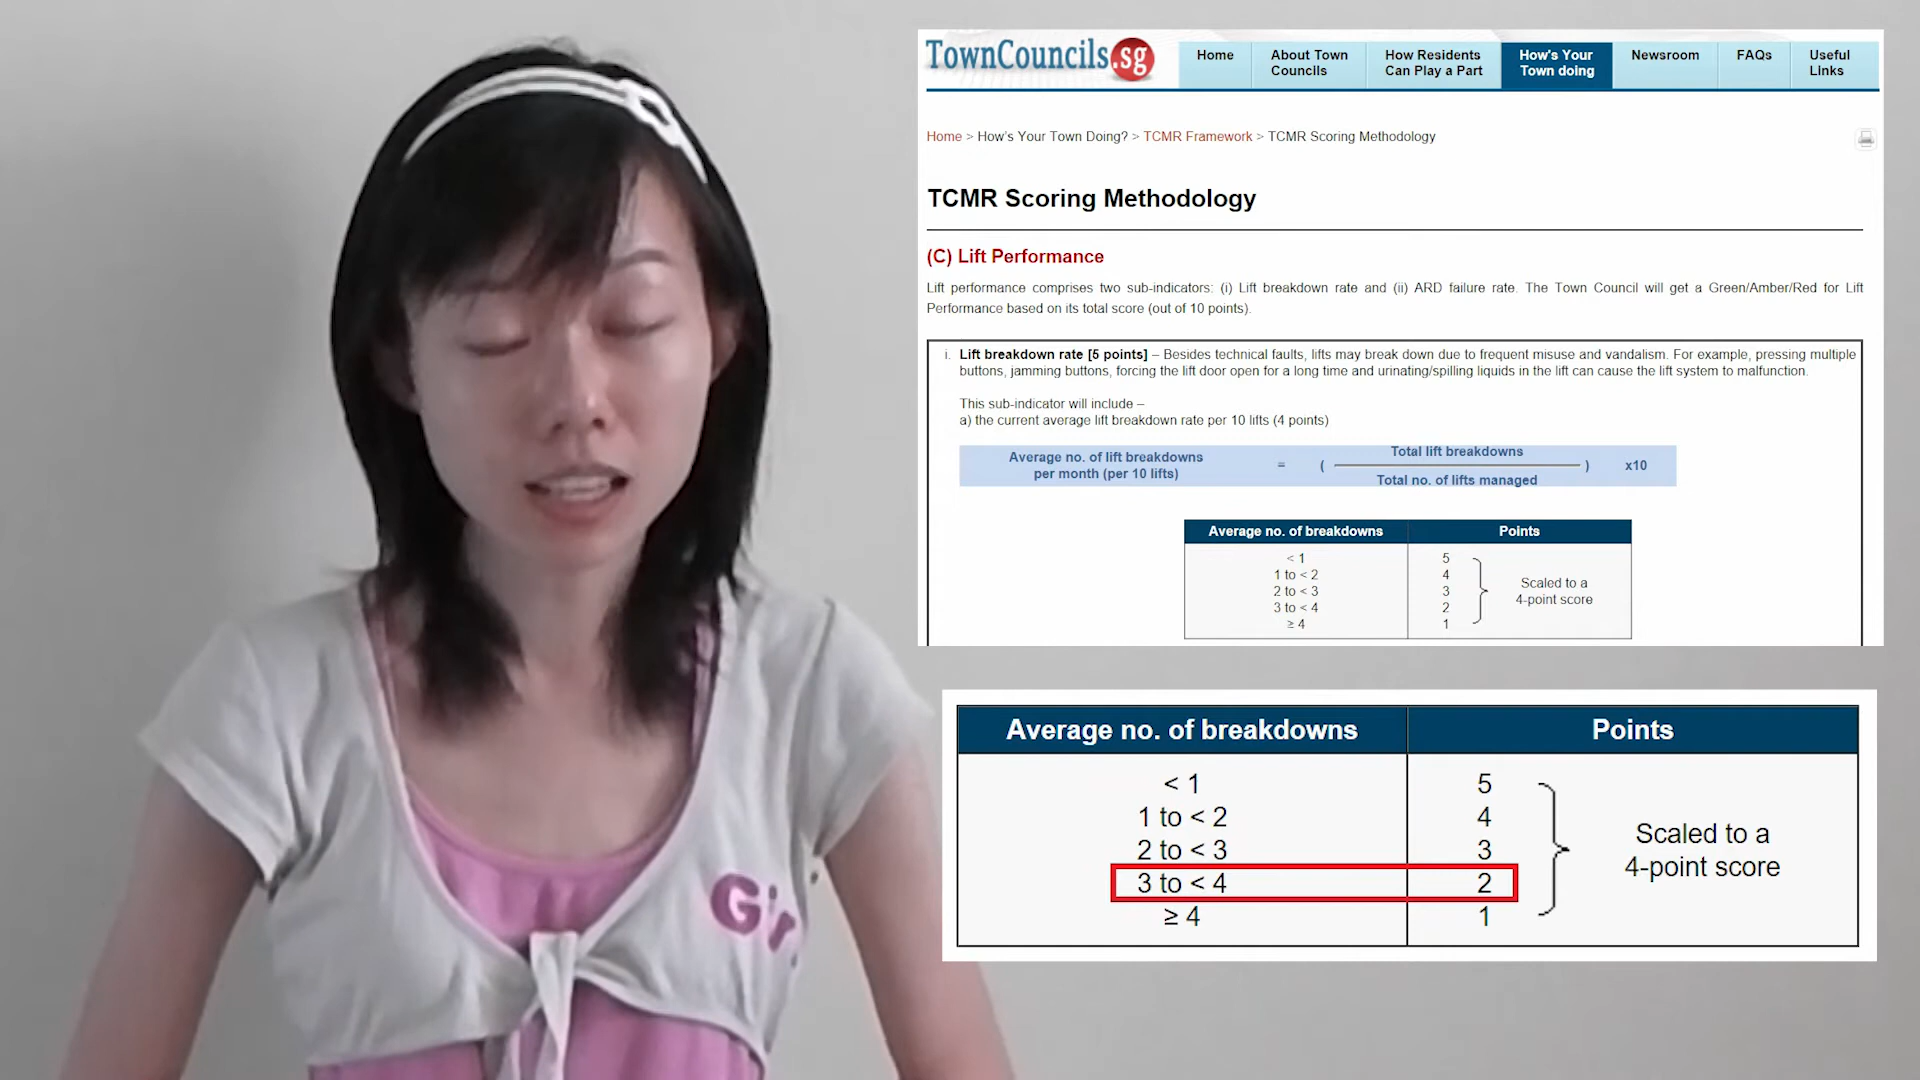 TownCouncils.sg
Home
About Town
Councils
How Residents
Can Play a Part
How's Your
Town doing
Newsroom
FAQs
Useful
Links
Home > How's Your Town Doing? > TCMR Framework > TCMR Scoring Methodology
TCMR Scoring Methodology
(C) Lift Performance
Lift performance comprises two sub-indicators: (i) Lift breakdown rate and (ii) ARD failure rate. The Town Council will get a Green/Amber/Red for Lift
Performance based on its total score (out of 10 points).
i. Lift breakdown rate [5 points] – Besides technical faults, lifts may break down due to frequent misuse and vandalism. For example, pressing multiple
buttons, jamming buttons, forcing the lift door open for a long time and urinating/spilling liquids in the lift can cause the lift system to malfunction.
This sub-indicator will include –
a) the current average lift breakdown rate per 10 lifts (4 points)
Average no. of lift breakdowns
per month (per 10 lifts)
=
(
Total lift breakdowns
Total no. of lifts managed
)
x10
Average no. of breakdowns Points
< 1 5
1 to < 2 4
2 to < 3 3
3 to < 4 2
≥ 4 1
Scaled to a
4-point score
Average no. of breakdowns Points
< 1 5
1 to < 2 4
2 to < 3 3
3 to < 4 2
≥ 4 1
Scaled to a
4-point score
Girl